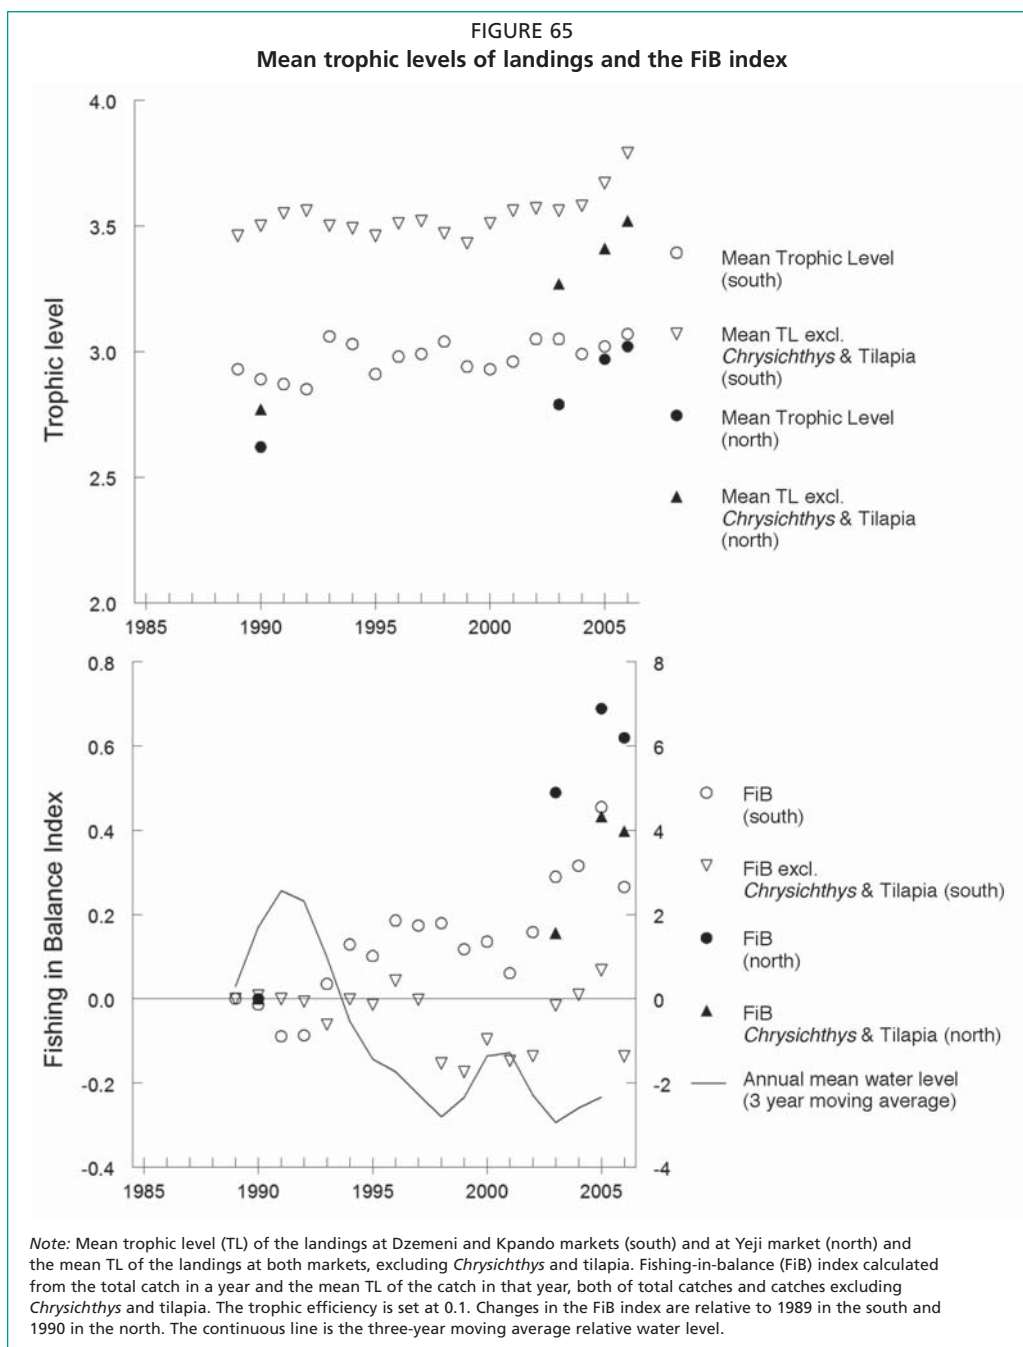 FIGURE 65
Mean trophic levels of landings and the FiB index
4.0
3.5
3.0
2.5
2.0
Trophic level
1985 1990 1995 2000 2005
Mean Trophic Level
(south)
Mean TL excl.
Chrysichthys & Tilapia
(south)
Mean Trophic Level
(north)
Mean TL excl.
Chrysichthys & Tilapia
(north)
0.8
0.6
0.4
0.2
0.0
-0.2
-0.4
Fishing in Balance Index
8
6
4
2
0
-2
-4
1985 1990 1995 2000 2005
FiB
(south)
FiB excl.
Chrysichthys & Tilapia (south)
FiB
(north)
FiB
Chrysichthys & Tilapia (north)
Annual mean water level
(3 year moving average)
Note: Mean trophic level (TL) of the landings at Dzemeni and Kpando markets (south) and at Yeji market (north) and
the mean TL of the landings at both markets, excluding Chrysichthys and tilapia. Fishing-in-balance (FiB) index calculated
from the total catch in a year and the mean TL of the catch in that year, both of total catches and catches excluding
Chrysichthys and tilapia. The trophic efficiency is set at 0.1. Changes in the FiB index are relative to 1989 in the south and
1990 in the north. The continuous line is the three-year moving average relative water level.